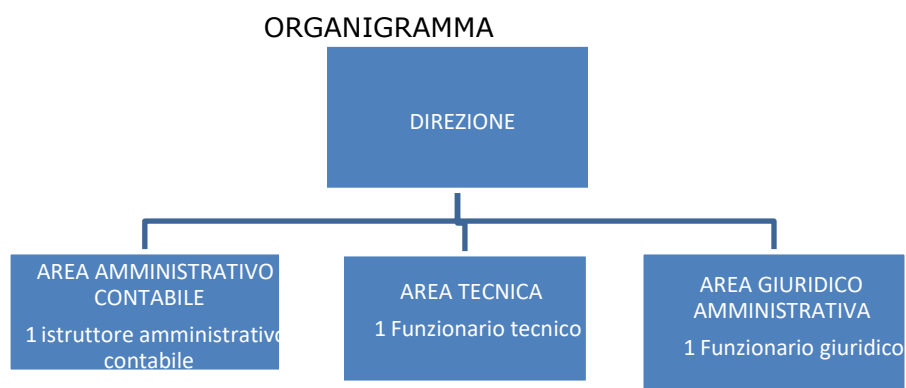 ORGANIGRAMMA
DIREZIONE
AREA AMMINISTRATIVO
CONTABILE
1 istruttore amministrativo
contabile
AREA TECNICA
1 Funzionario tecnico
AREA GIURIDICO
AMMINISTRATIVA
1 Funzionario giuridico